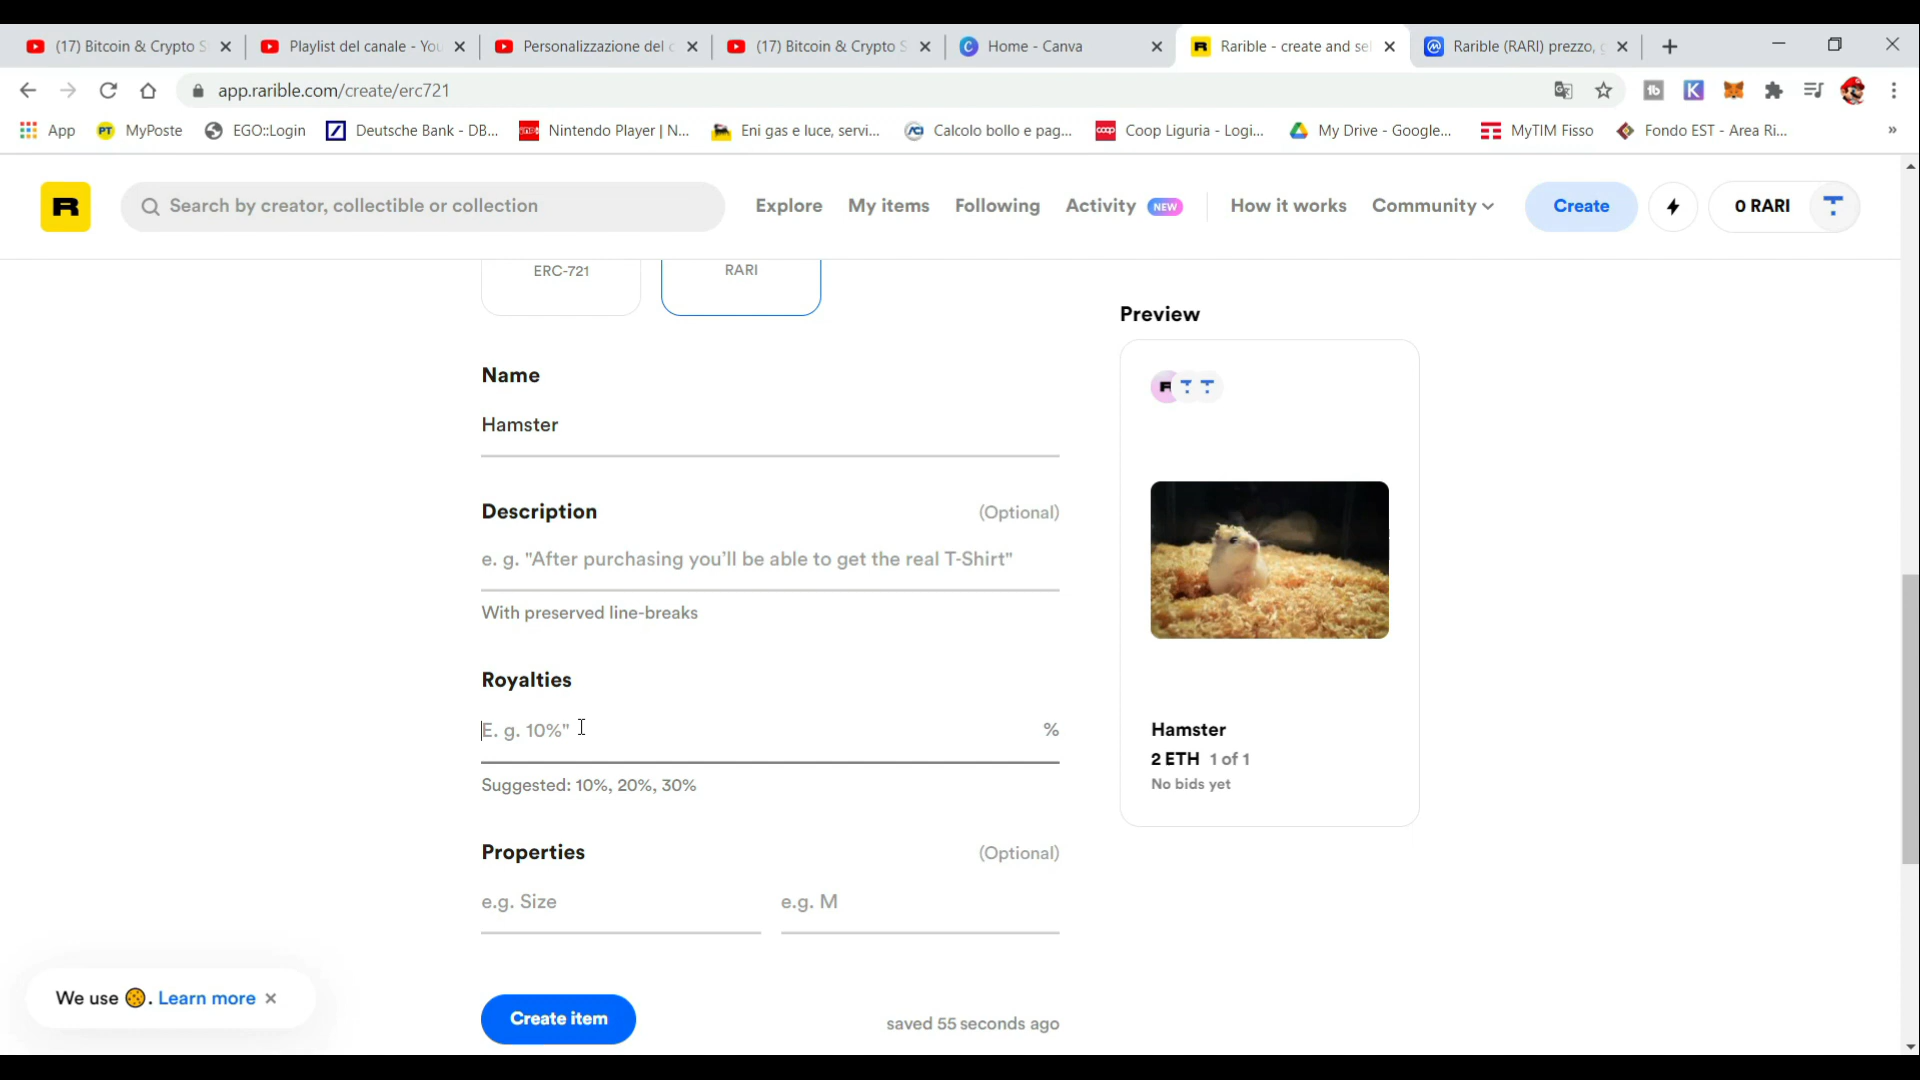 (17) Bitcoin & Crypto S
Playlist del canale - You
Personalizzazione del c
(17) Bitcoin & Crypto S
Home - Canva
Rarible - create and sel
Rarible (RARI) prezzo, g
app.rarible.com/create/erc721
App
MyPoste
EGO::Login
Deutsche Bank - DB...
Nintendo Player | N...
Eni gas e luce, servi...
Calcolo bollo e pag...
Coop Liguria - Logi...
My Drive - Google...
MyTIM Fisso
Fondo EST - Area Ri...
R
Search by creator, collectible or collection
Explore
My items
Following
Activity NEW
How it works
Community
Create
0 RARI
ERC-721
RARI
Name
Hamster
Description
(Optional)
e. g. "After purchasing you'll be able to get the real T-Shirt"
With preserved line-breaks
Royalties
E. g. 10%"
%
Suggested: 10%, 20%, 30%
Properties
(Optional)
e.g. Size
e.g. M
Create item
saved 55 seconds ago
Preview
Hamster
2 ETH 1 of 1
No bids yet
We use 🍪. Learn more